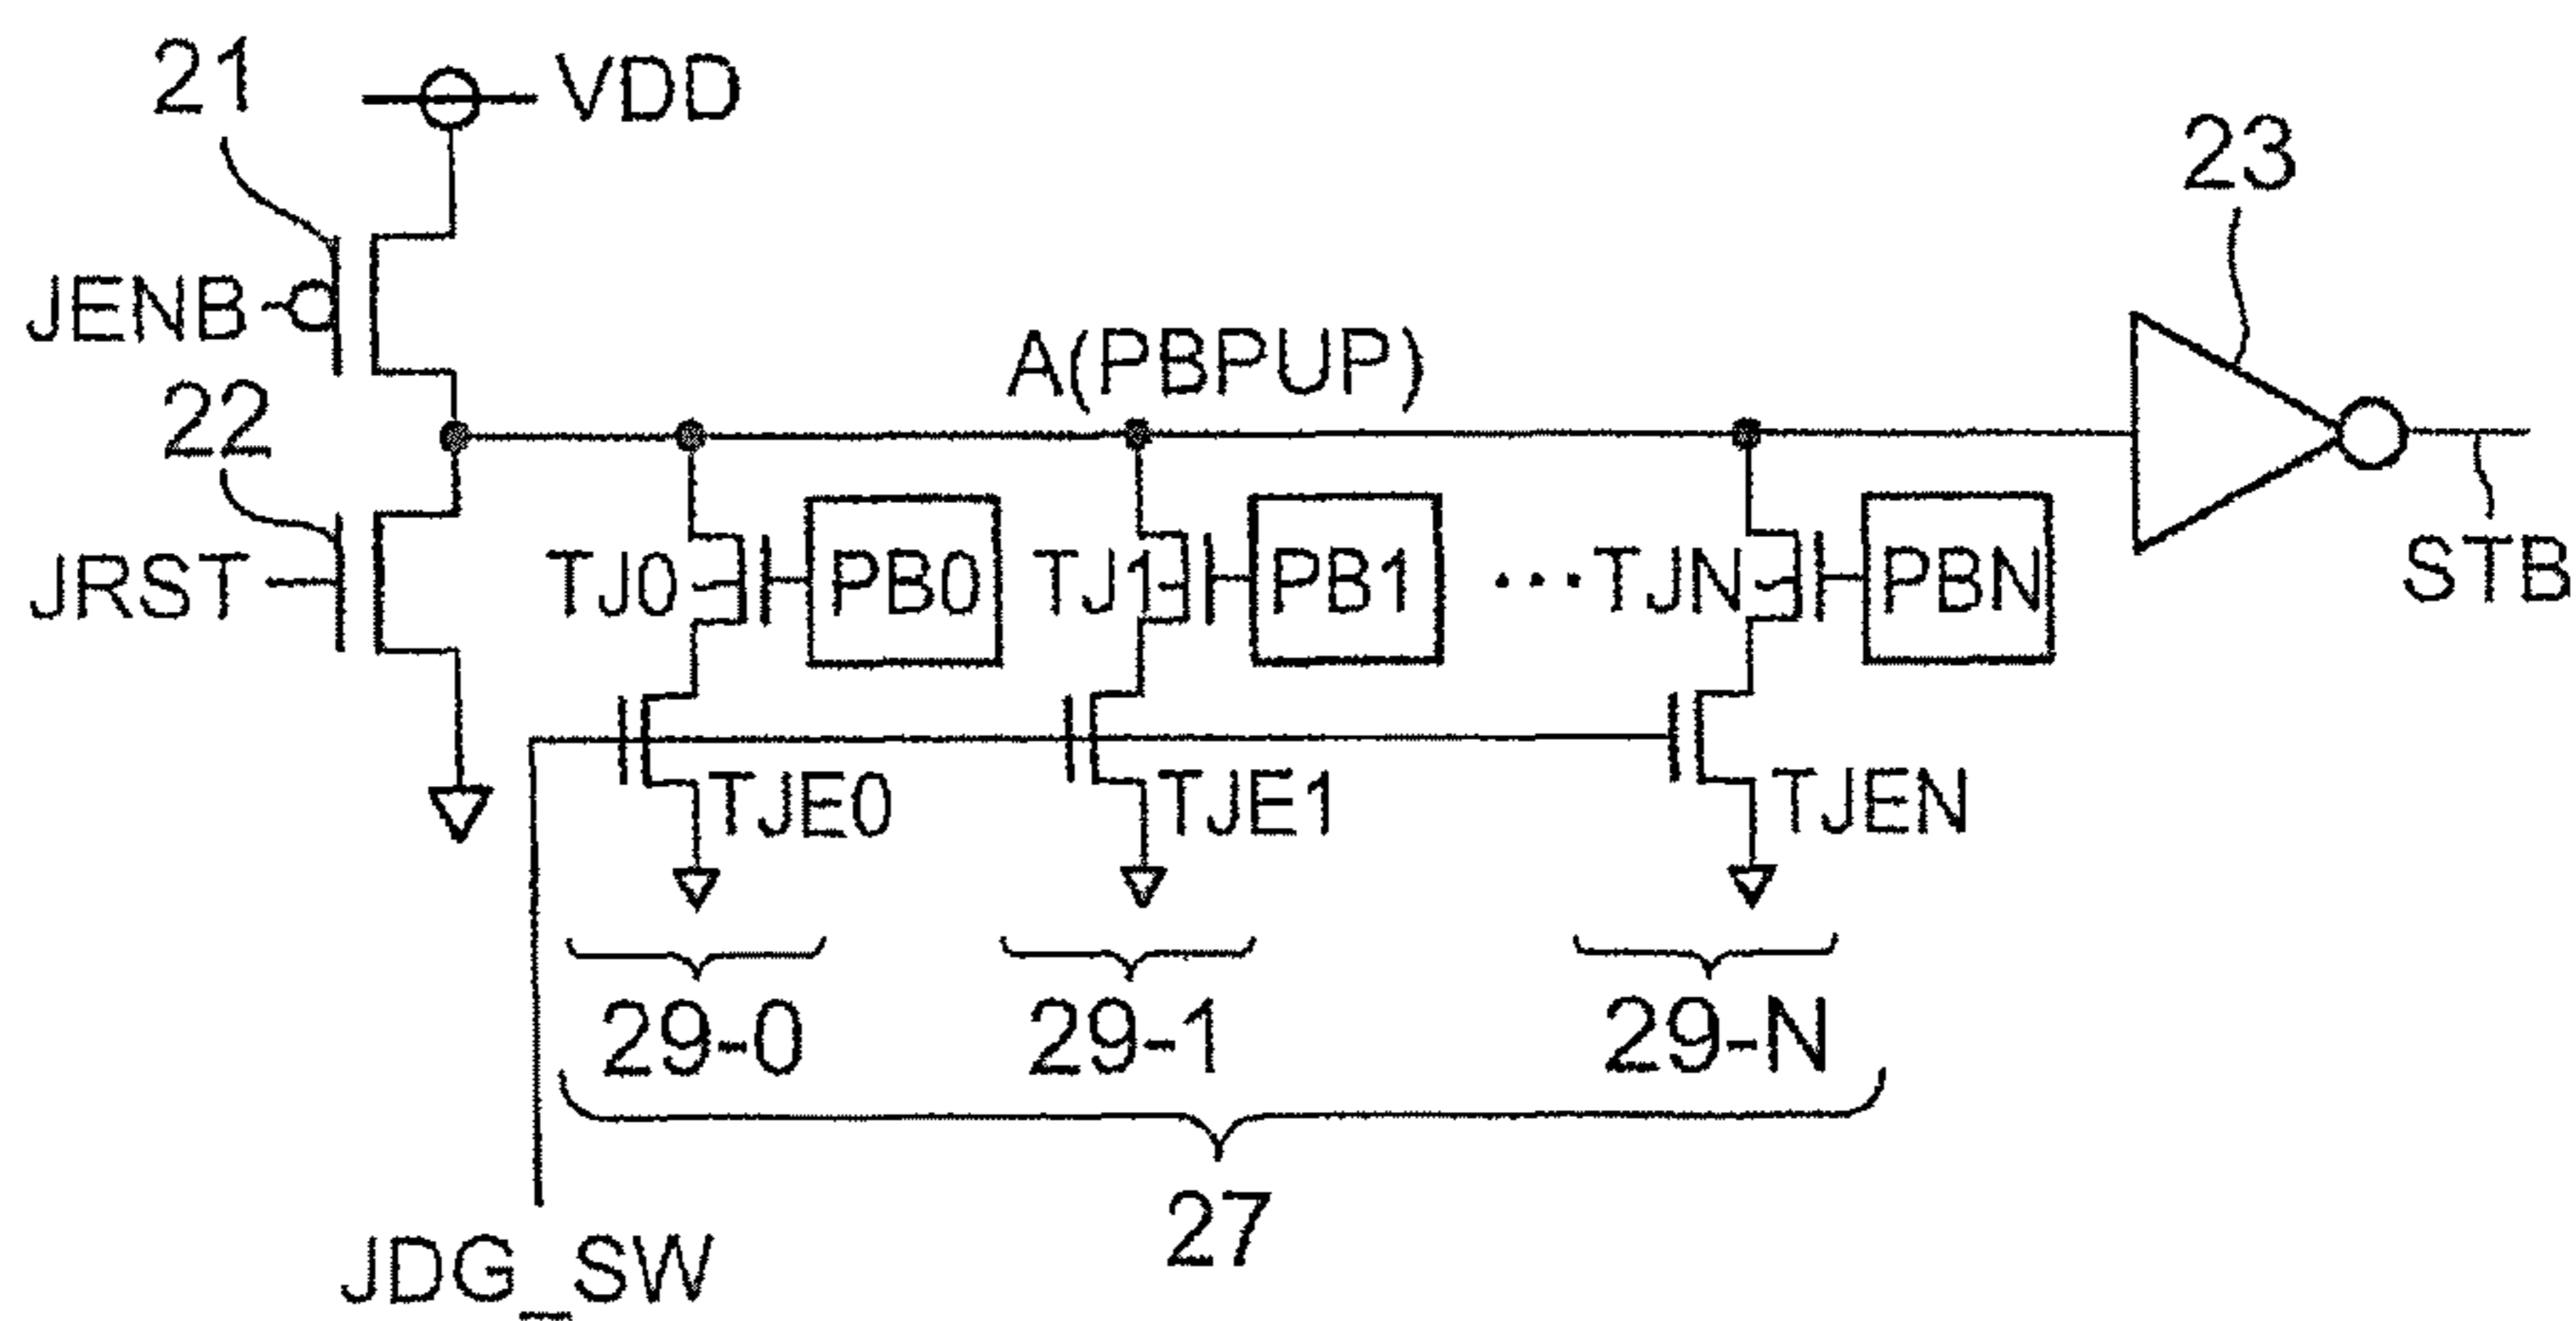 21
VDD
23
JENB
A(PBPUP)
22
JRST
TJ0
PB0
TJ1
PB1
...
TJN
PBN
STB
TJE0
TJE1
TJEN
29-0
29-1
29-N
27
JDG_SW